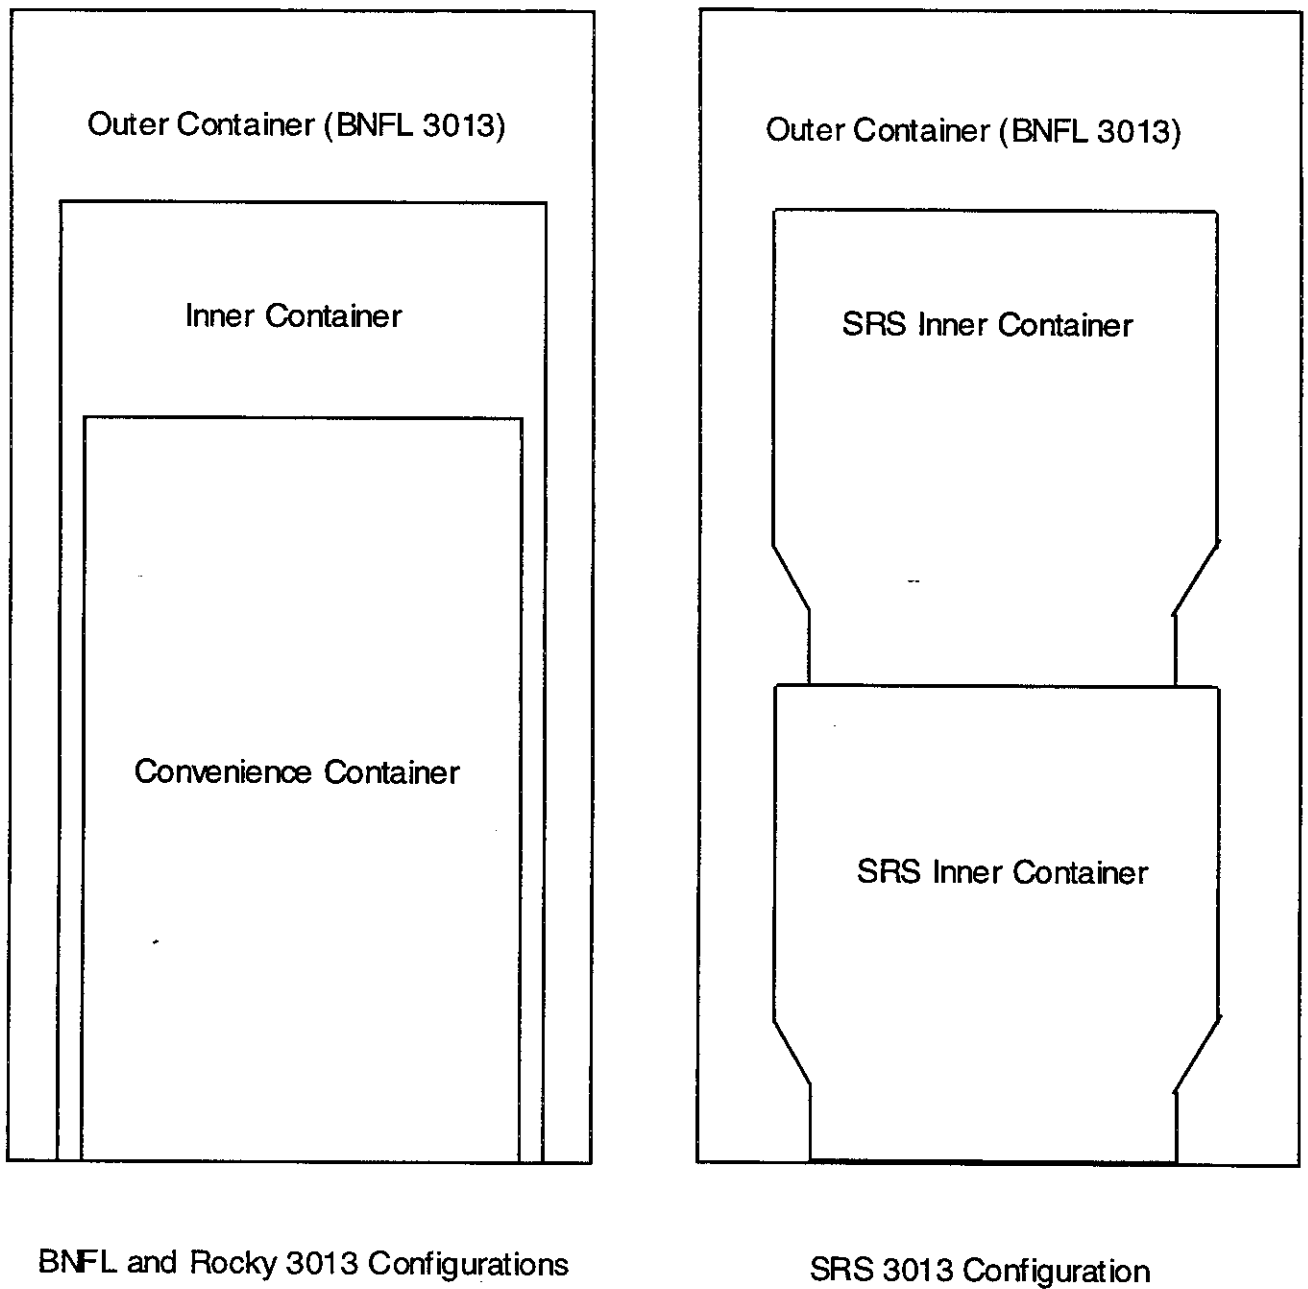 Outer Container (BNFL 3013)
Inner Container
Convenience Container
BNFL and Rocky 3013 Configurations
Outer Container (BNFL 3013)
SRS Inner Container
SRS Inner Container
SRS 3013 Configuration